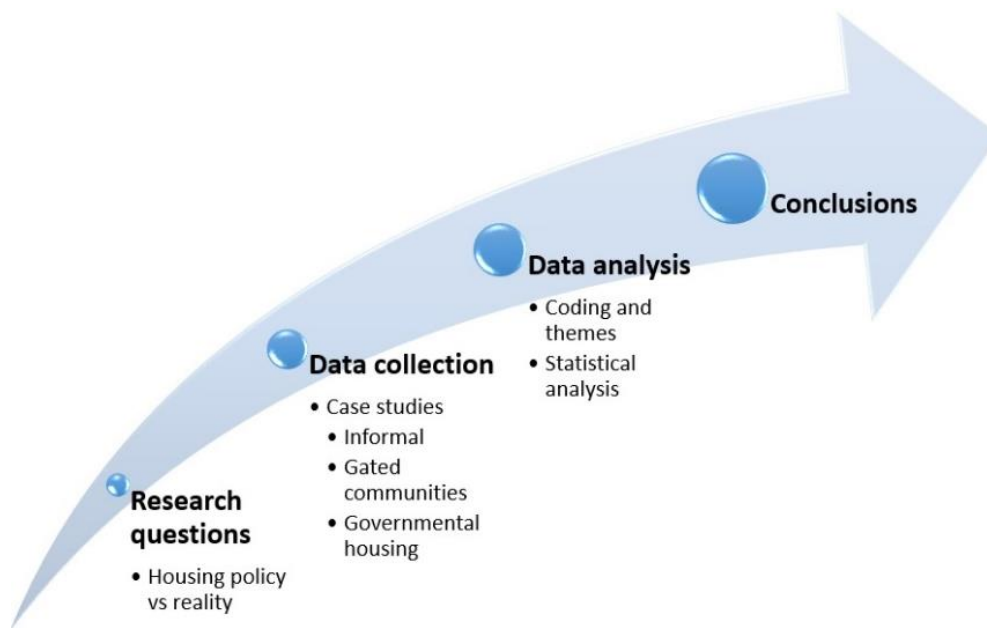 Research
questions
• Housing policy
vs reality
Data collection
• Case studies
• Informal
• Gated
communities
• Governmental
housing
Data analysis
• Coding and
themes
• Statistical
analysis
Conclusions